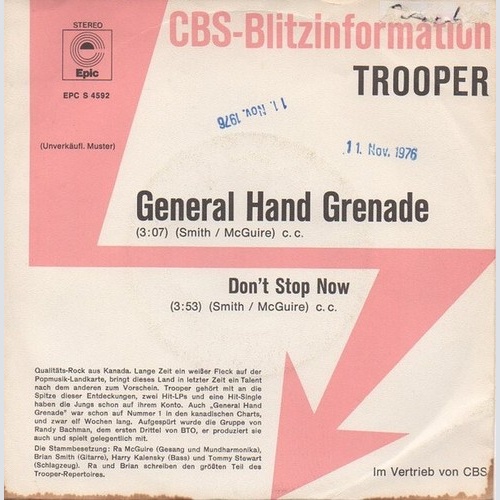 CBS-Blitzinformation
STEREO
Epic
EPC S 4592
TROOPER
11. Nov. 1976
(Unverkäufl. Muster)
11. Nov. 1976
General Hand Grenade
(3:07) (Smith / McGuire) c. c.
Don't Stop Now
(3:53) (Smith / McGuire) c. c.
Qualitäts-Rock aus Kanada. Lange Zeit ein weißer Fleck auf der
Popmusik-Landkarte, bringt dieses Land in letzter Zeit ein Talent
nach dem anderen zum Vorschein. Trooper gehört mit an die
Spitze dieser Entdeckungen, zwei Hit-LPs und eine Hit-Single
haben die Jungs schon auf ihrem Konto. Auch „General Hand
Grenade" war schon auf Nummer 1 in den kanadischen Charts,
und zwar elf Wochen lang. Aufgespürt wurde die Gruppe von
Randy Bachman, dem ersten Drittel von BTO, er produziert sie
auch und spielt gelegentlich mit.
Die Stammbesetzung: Ra McGuire (Gesang und Mundharmonika),
Brian Smith (Gitarre), Harry Kalensky (Bass) und Tommy Stewart
(Schlagzeug). Ra und Brian schreiben den größten Teil des
Trooper-Repertoires.
Im Vertrieb von CBS